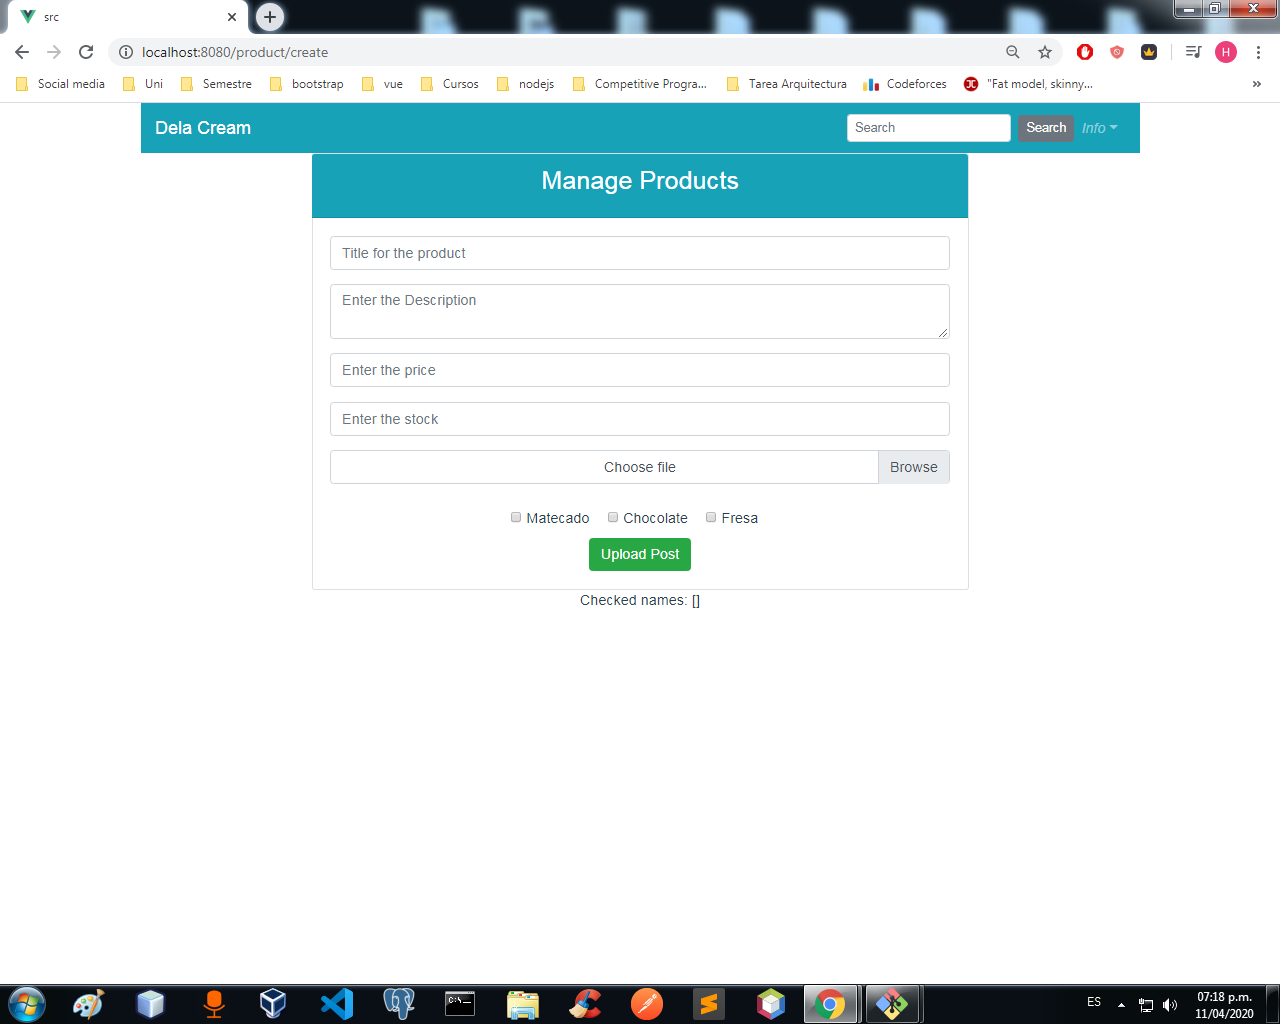 src
localhost:8080/product/create
H
Social media Uni Semestre bootstrap vue Cursos nodejs Competitive Progra... Tarea Arquitectura Codeforces "Fat model, skinny... »
Dela Cream Search Search Info
Manage Products
Title for the product
Enter the Description
Enter the price
Enter the stock
Choose file Browse
Matecado Chocolate Fresa
Upload Post
Checked names: []
C:\_
ES 07:18 p.m.
11/04/2020